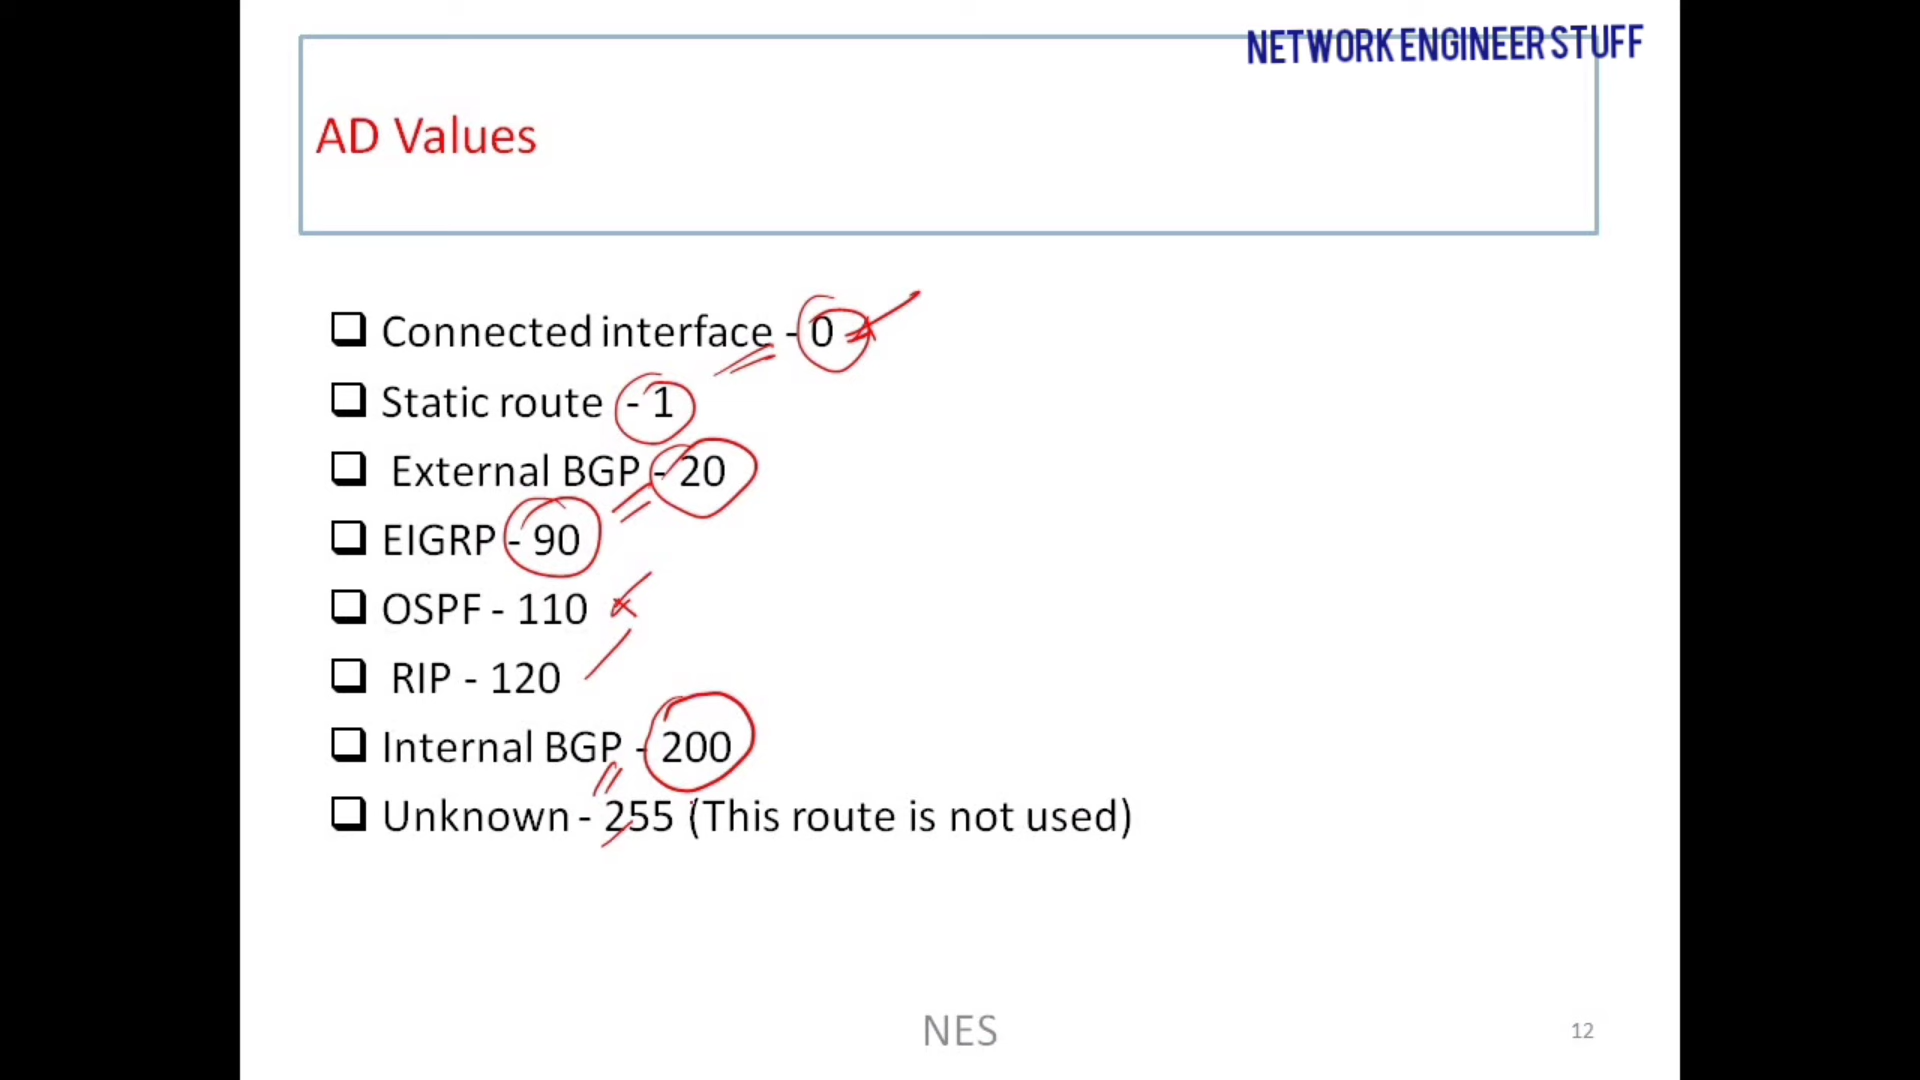 NETWORK ENGINEER STUFF
AD Values
Connected interface - 0
Static route - 1
External BGP - 20
EIGRP - 90
OSPF - 110
RIP - 120
Internal BGP - 200
Unknown - 255 (This route is not used)
NES
12